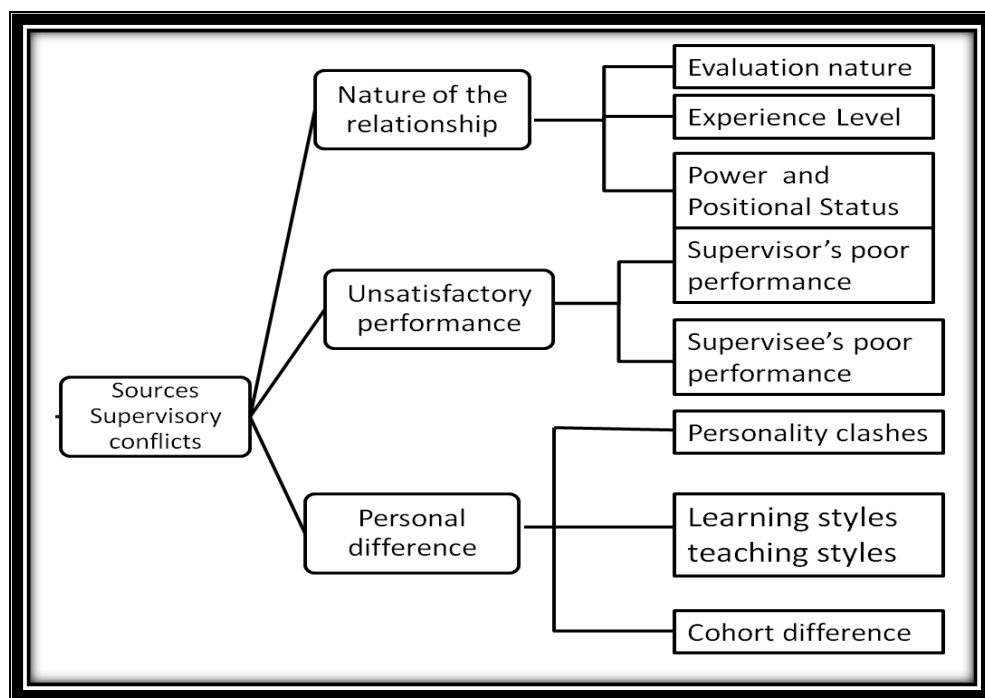 Sources
Supervisory
conflicts
Nature of the
relationship
Evaluation nature
Experience Level
Power and
Positional Status
Unsatisfactory
performance
Supervisor’s poor
performance
Supervisee’s poor
performance
Personal
difference
Personality clashes
Learning styles
teaching styles
Cohort difference